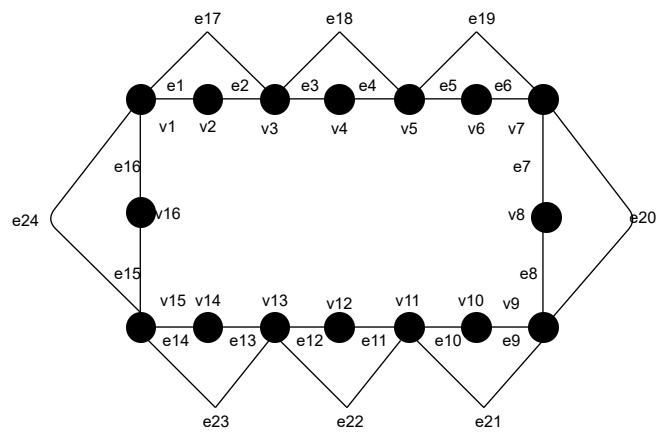 e17 e18 e19
e1 e2 e3 e4 e5 e6
v1 v2 v3 v4 v5 v6 v7
e16 e7
e24 v16 v8 e20
e15 e8
v15 v14 v13 v12 v11 v10 v9
e14 e13 e12 e11 e10 e9
e23 e22 e21